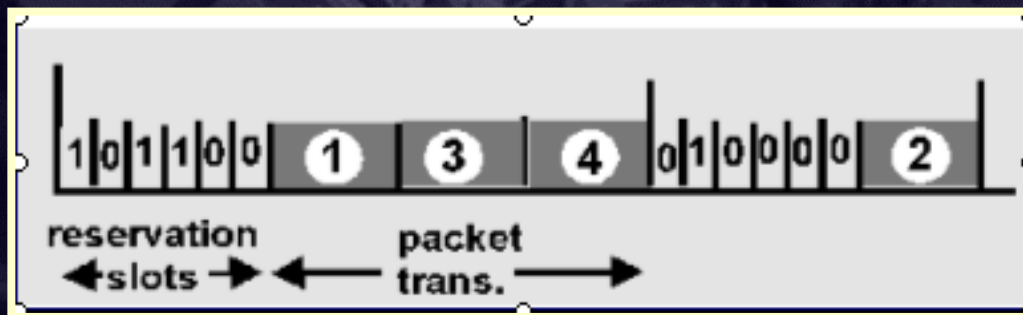 1 0 1 1 0 0 1 3 4 0 1 0 0 0 0 2
reservation packet
slots trans.